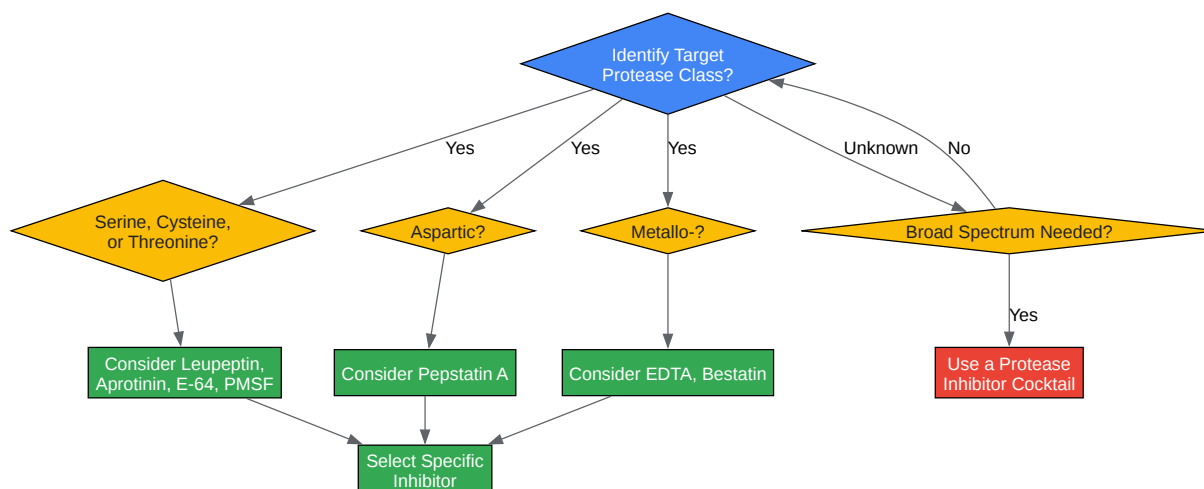 Identify Target
Protease Class?
Yes
Yes
Yes
Unknown
No
Serine, Cysteine,
or Threonine?
Aspartic?
Metallo-?
Broad Spectrum Needed?
Yes
Consider Leupeptin,
Aprotinin, E-64, PMSF
Consider Pepstatin A
Consider EDTA, Bestatin
Use a Protease
Inhibitor Cocktail
Select Specific
Inhibitor